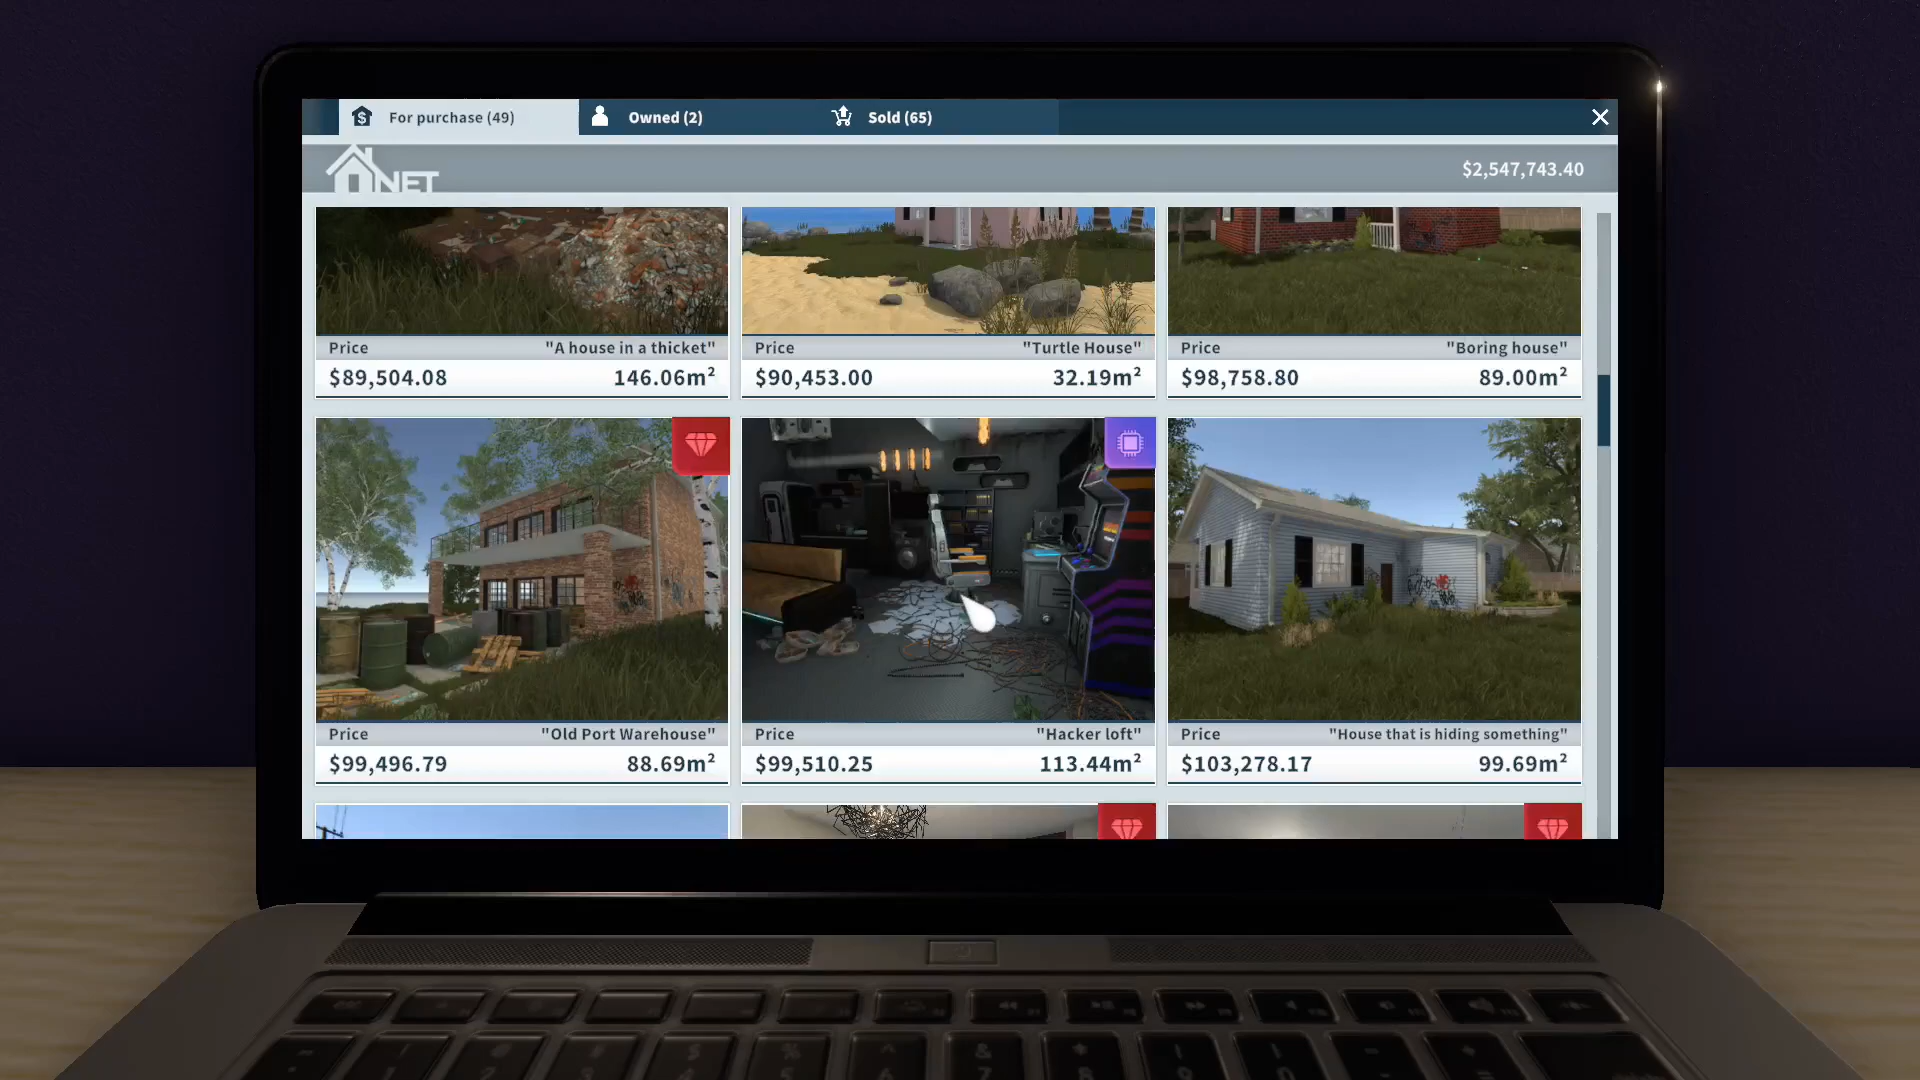 For purchase (49)
Owned (2)
Sold (65)
NET
$2,547,743.40
Price "A house in a thicket"
$89,504.08 146.06m²
Price "Turtle House"
$90,453.00 32.19m²
Price "Boring house"
$98,758.80 89.00m²
Price "Old Port Warehouse"
$99,496.79 88.69m²
Price "Hacker loft"
$99,510.25 113.44m²
Price "House that is hiding something"
$103,278.17 99.69m²